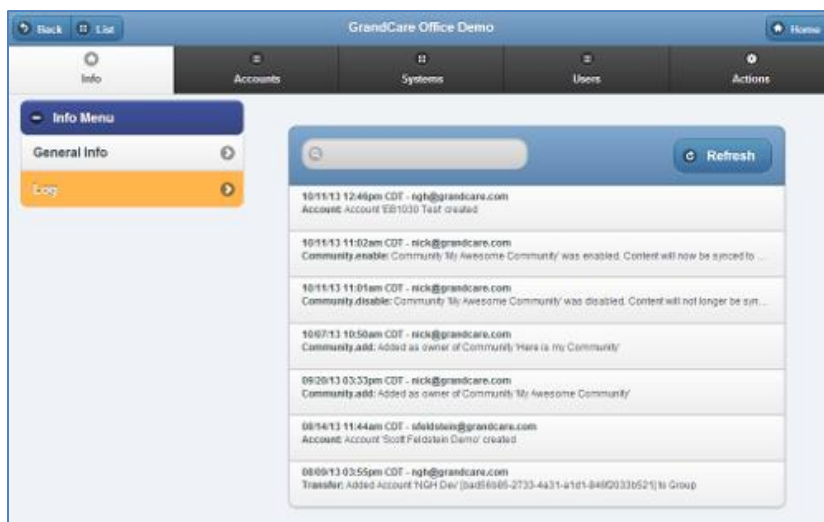 Back List GrandCare Office Demo Home
Info Accounts Systems Users Actions
Info Menu
General Info
Log
Refresh
10/11/13 12:46pm CDT - ngh@grandcare.com
Account: Account 'EB1030 Test' created
10/11/13 11:02am CDT - nick@grandcare.com
Community.enable: Community 'My Awesome Community' was enabled. Content will now be synced to ...
10/11/13 11:01am CDT - nick@grandcare.com
Community.disable: Community 'My Awesome Community' was disabled. Content will not longer be syn...
10/07/13 10:50am CDT - nick@grandcare.com
Community.add: Added as owner of Community 'Here is my Community'
09/20/13 03:33pm CDT - nick@grandcare.com
Community.add: Added as owner of Community 'My Awesome Community'
08/14/13 11:44am CDT - sfeldstein@grandcare.com
Account: Account 'Scott Feldstein Demo' created
08/09/13 03:55pm CDT - ngh@grandcare.com
Transfer: Added Account 'NGH Dev' to Group